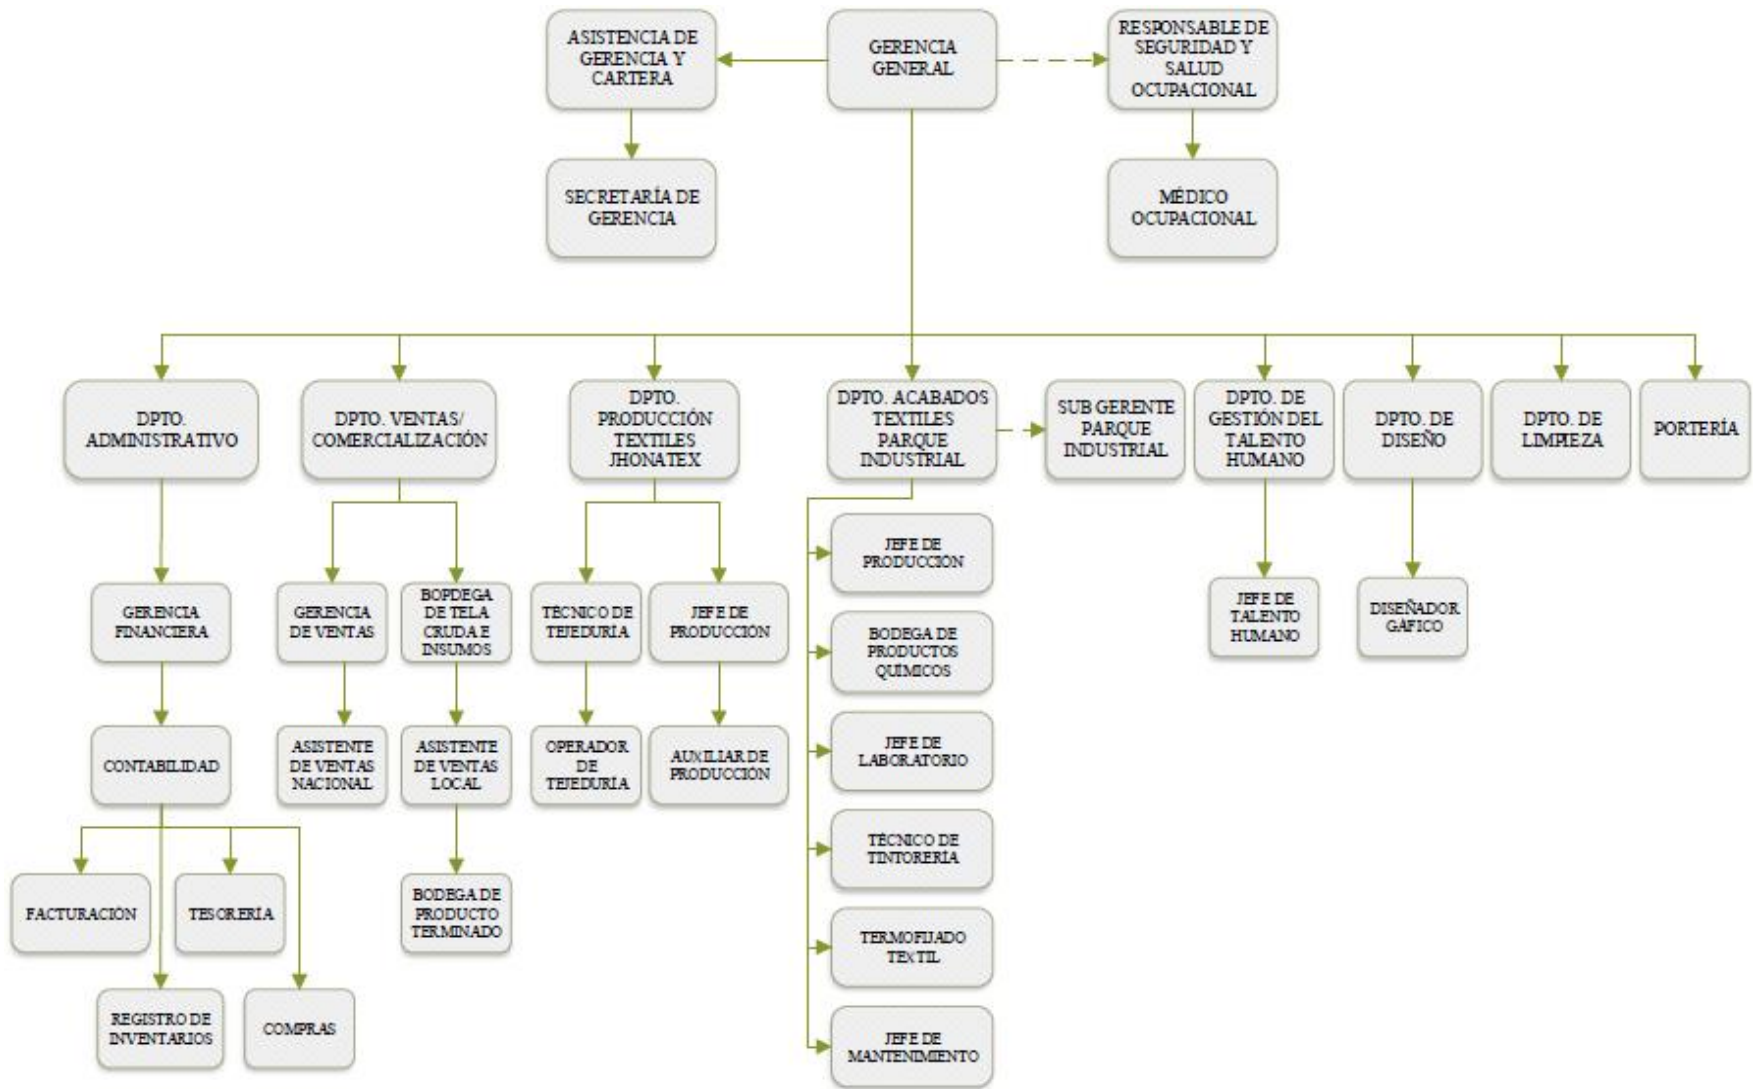 ASISTENCIA DE
GERENCIA Y
CARTERA
GERENCIA
GENERAL
RESPONSABLE DE
SEGURIDAD Y
SALUD
OCUPACIONAL
SECRETARÍA DE
GERENCIA
MÉDICO
OCUPACIONAL
DPTO.
ADMINISTRATIVO
DPTO. VENTAS/
COMERCIALIZACIÓN
DPTO.
PRODUCCIÓN
TEXTILES
JHONATEX
DPTO. ACABADOS
TEXTILES
PARQUE
INDUSTRIAL
SUB GERENTE
PARQUE
INDUSTRIAL
DPTO. DE
GESTIÓN DEL
TALENTO
HUMANO
DPTO. DE
DISEÑO
DPTO. DE
LIMPIEZA
PORTERÍA
GERENCIA
FINANCIERA
GERENCIA
DE VENTAS
BOPDEGA
DE TELA
CRUDA E
INSUMOS
TÉCNICO DE
TEJEDURÍA
JEFE DE
PRODUCCIÓN
JEFE DE
PRODUCCIÓN
BODEGA DE
PRODUCTOS
QUÍMICOS
JEFE DE
TALENTO
HUMANO
DISEÑADOR
GÁFICO
CONTABILIDAD
ASISTENTE
DE VENTAS
NACIONAL
ASISTENTE
DE VENTAS
LOCAL
OPERADOR
DE
TEJEDURÍA
AUXILIAR DE
PRODUCCIÓN
JEFE DE
LABORATORIO
TÉCNICO DE
TINTORERÍA
FACTURACIÓN
TESORERÍA
BODEGA DE
PRODUCTO
TERMINADO
TERMOFIJADO
TEXTIL
REGISTRO DE
INVENTARIOS
COMPRAS
JEFE DE
MANTENIMIENTO